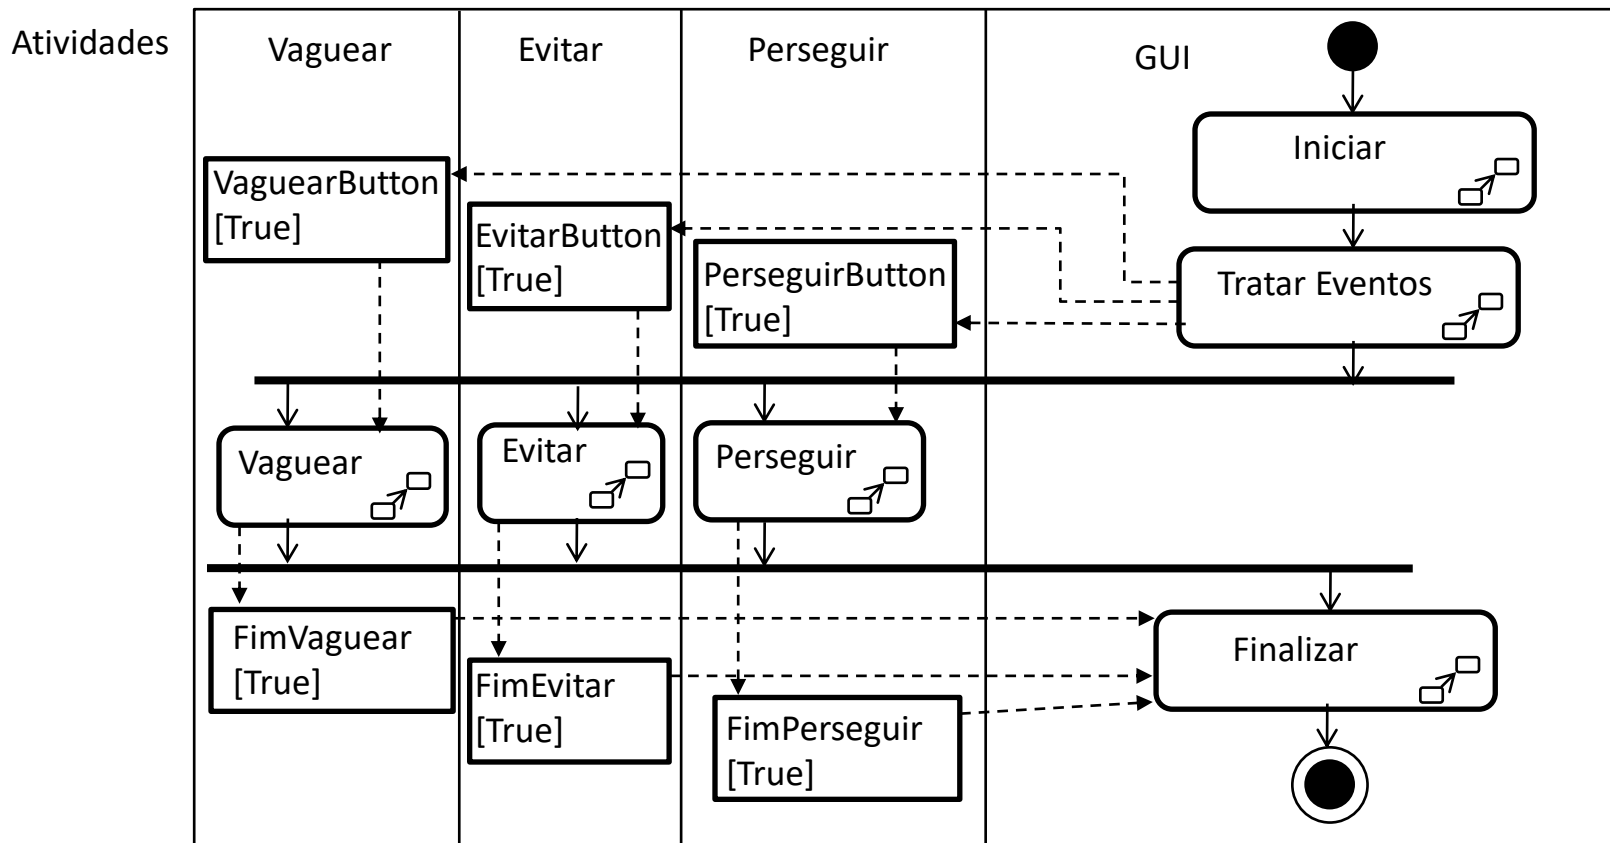 Atividades
Vaguear
Evitar
Perseguir
GUI
Iniciar
VaguearButton
[True]
EvitarButton
[True]
PerseguirButton
[True]
Tratar Eventos
Vaguear
Evitar
Perseguir
FimVaguear
[True]
FimEvitar
[True]
FimPerseguir
[True]
Finalizar